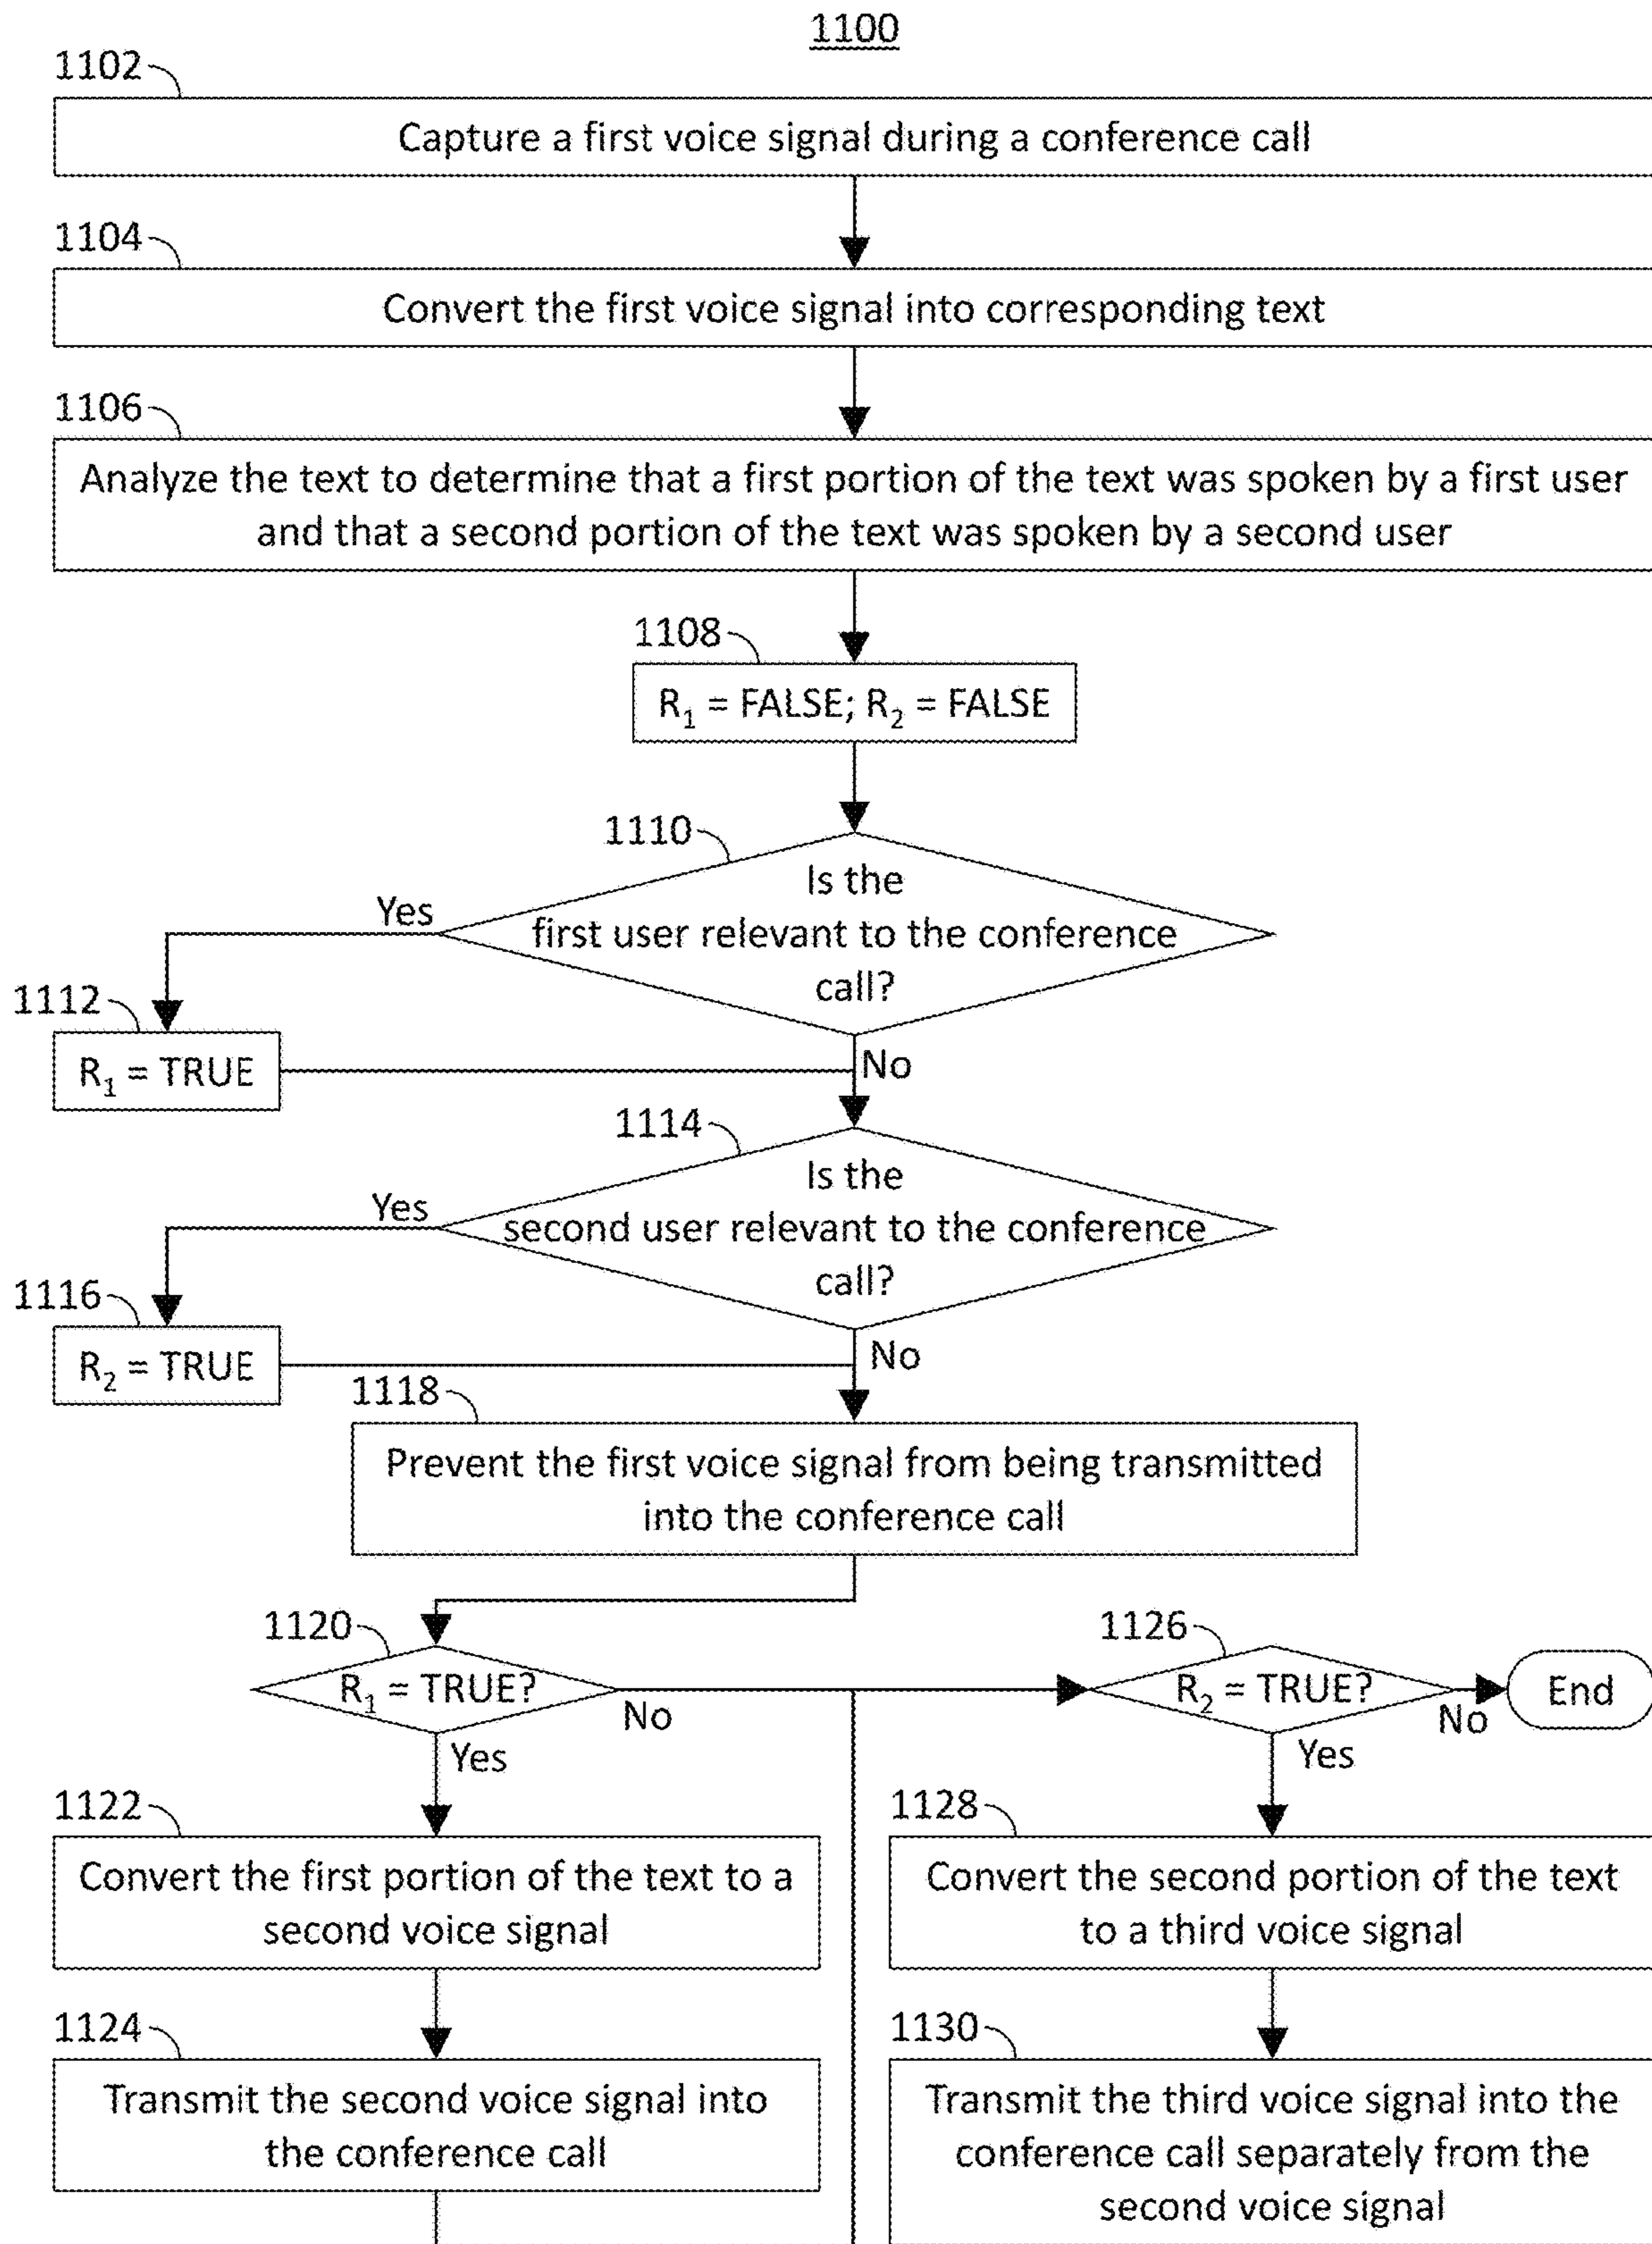 1100
1102
Capture a first voice signal during a conference call
1104
Convert the first voice signal into corresponding text
1106
Analyze the text to determine that a first portion of the text was spoken by a first user
and that a second portion of the text was spoken by a second user
1108
R1 = FALSE; R2 = FALSE
1110
Is the
first user relevant to the conference
call?
Yes
No
1112
R1 = TRUE
1114
Is the
second user relevant to the conference
call?
Yes
No
1116
R2 = TRUE
1118
Prevent the first voice signal from being transmitted
into the conference call
1120
R1 = TRUE?
No
Yes
1126
R2 = TRUE?
No
End
Yes
1122
Convert the first portion of the text to a
second voice signal
1124
Transmit the second voice signal into
the conference call
1128
Convert the second portion of the text
to a third voice signal
1130
Transmit the third voice signal into the
conference call separately from the
second voice signal